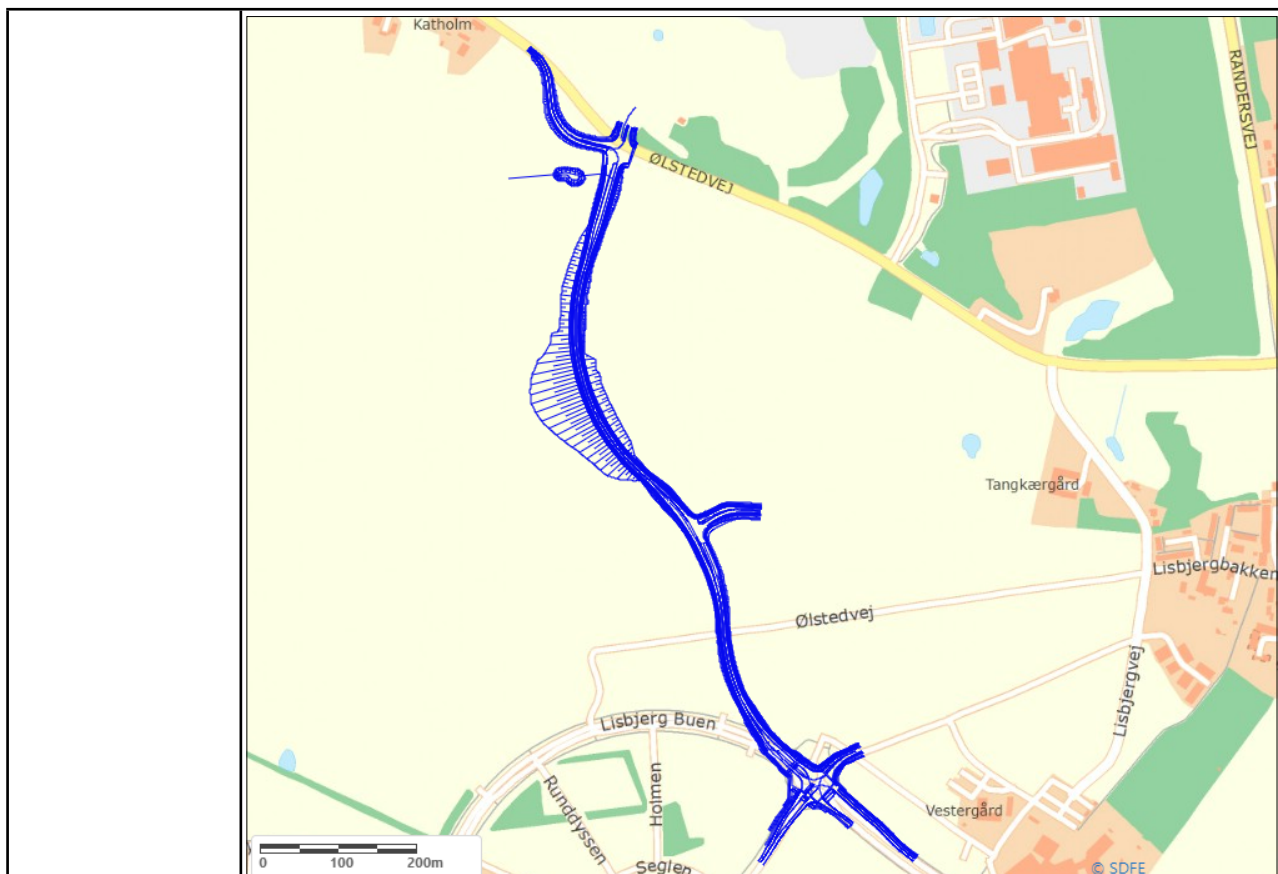 Katholm
RANDERSVEJ
ØLSTEDVEJ
Tangkærgård
Lisbjergbakken
Ølstedvej
Lisbjergvej
Lisbjerg Buen
Holmen
Runddyssen
Vestergård
Seglen
0 100 200m
© SDFE